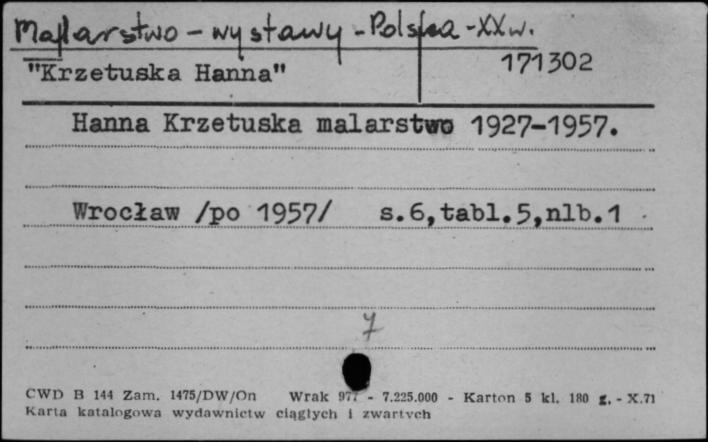 Malarstwo - wystawy - Polska - XX w.
"Krzetuska Hanna" 171302
Hanna Krzetuska malarstwo 1927-1957.
Wrocław /po 1957/ s.6,tabl.5,nlb.1
7
CWD B 144 Zam. 1475/DW/On Wrak 977 - 7.225.000 - Karton 5 kl. 180 g. - X.71
Karta katalogowa wydawnictw ciągłych i zwartych